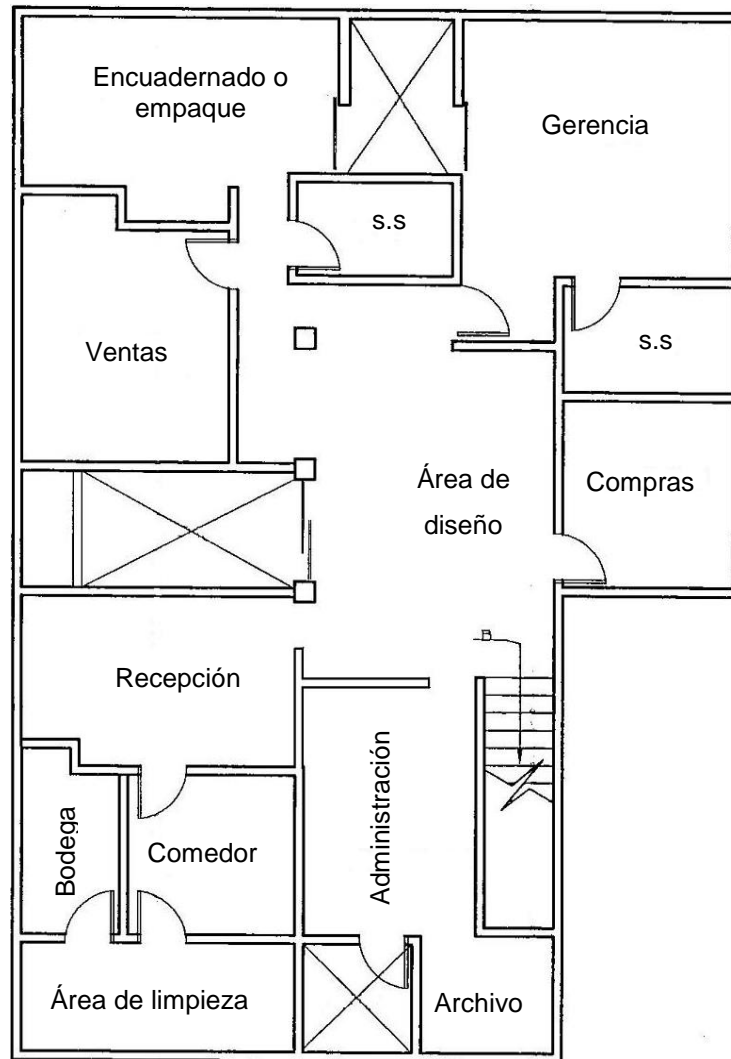 Encuadernado o
empaque
Gerencia
s.s
Ventas
s.s
Área de
diseño
Compras
B
Recepción
Administración
Bodega
Comedor
Área de limpieza
Archivo